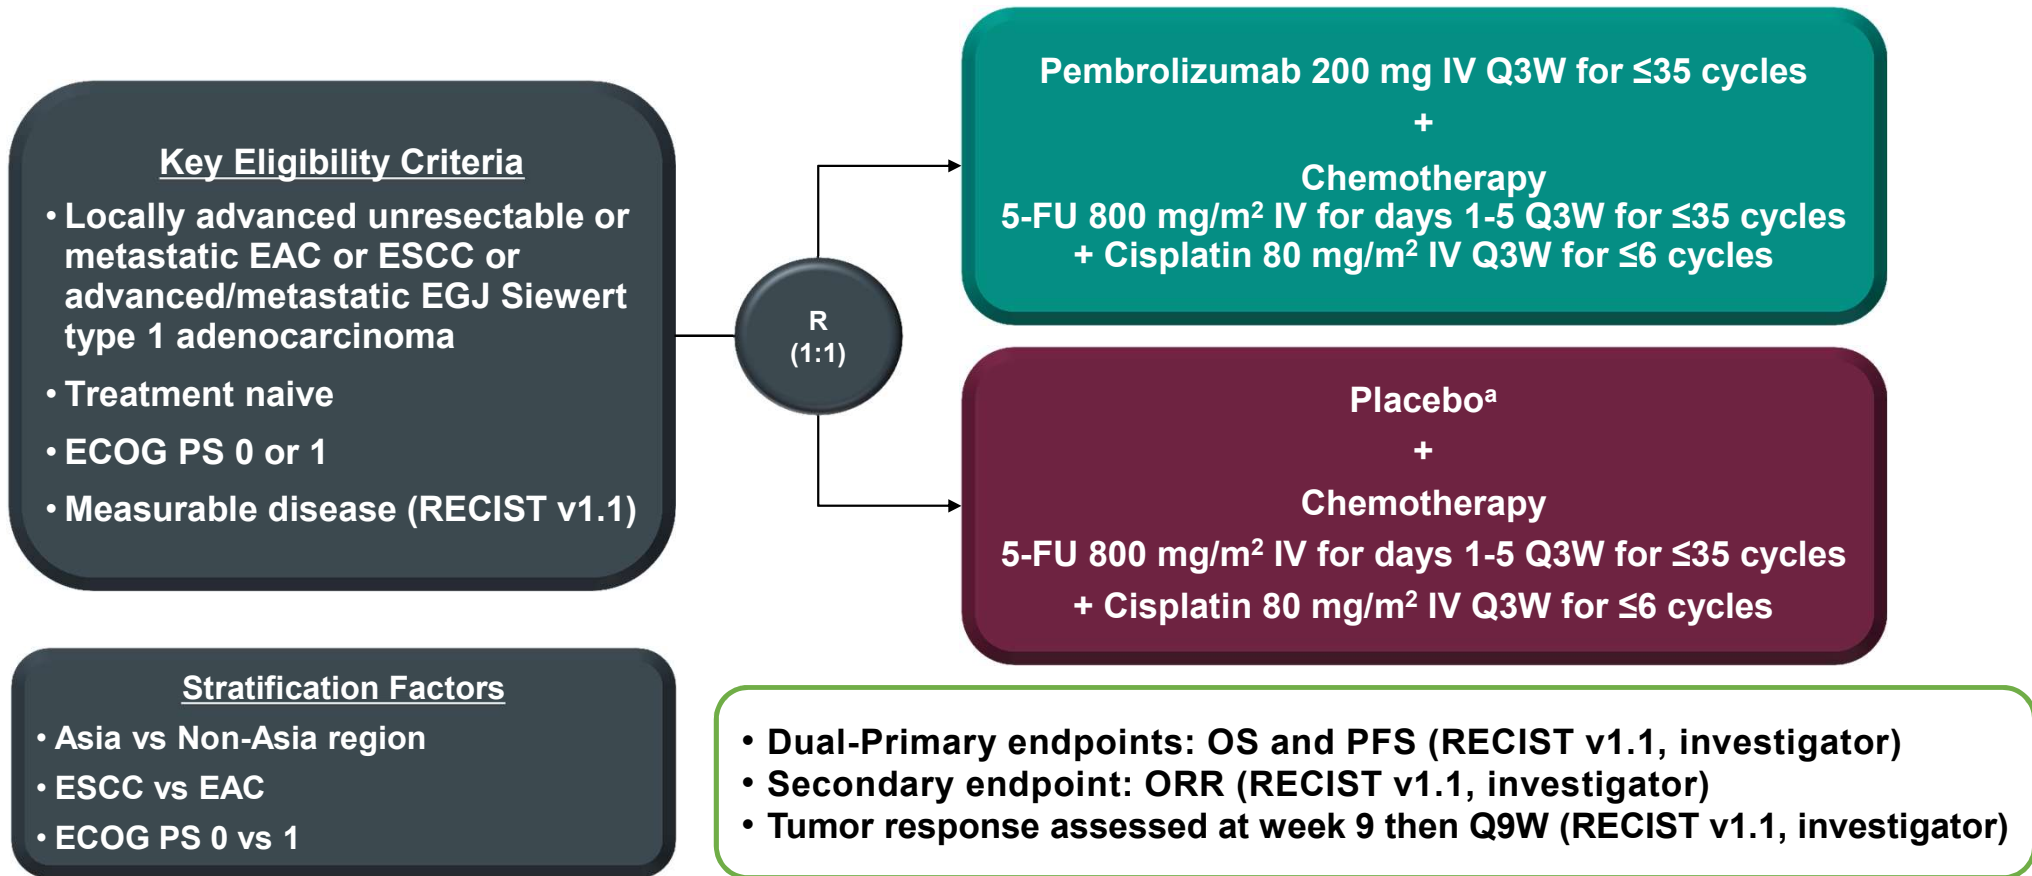 Key Eligibility Criteria
• Locally advanced unresectable or
metastatic EAC or ESCC or
advanced/metastatic EGJ Siewert
type 1 adenocarcinoma
• Treatment naive
• ECOG PS 0 or 1
• Measurable disease (RECIST v1.1)
R
(1:1)
Pembrolizumab 200 mg IV Q3W for ≤35 cycles
+
Chemotherapy
5-FU 800 mg/m² IV for days 1-5 Q3W for ≤35 cycles
+ Cisplatin 80 mg/m² IV Q3W for ≤6 cycles
Placeboᵃ
+
Chemotherapy
5-FU 800 mg/m² IV for days 1-5 Q3W for ≤35 cycles
+ Cisplatin 80 mg/m² IV Q3W for ≤6 cycles
Stratification Factors
• Asia vs Non-Asia region
• ESCC vs EAC
• ECOG PS 0 vs 1
• Dual-Primary endpoints: OS and PFS (RECIST v1.1, investigator)
• Secondary endpoint: ORR (RECIST v1.1, investigator)
• Tumor response assessed at week 9 then Q9W (RECIST v1.1, investigator)